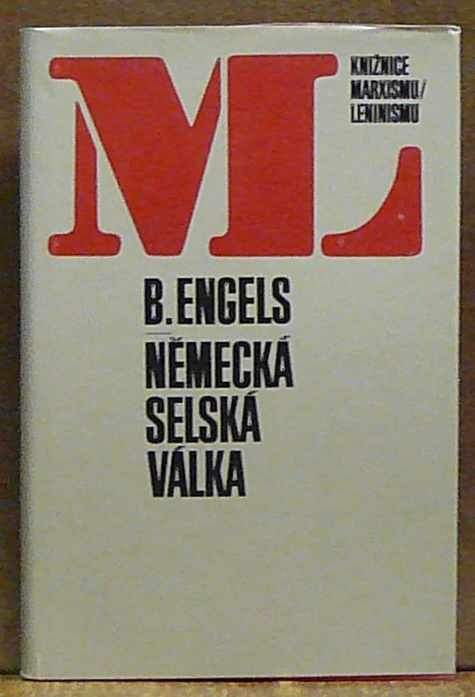 ML
KNIŽNICE
MARXISMU/
LENINISMU
B. ENGELS
NĚMECKÁ
SELSKÁ
VÁLKA